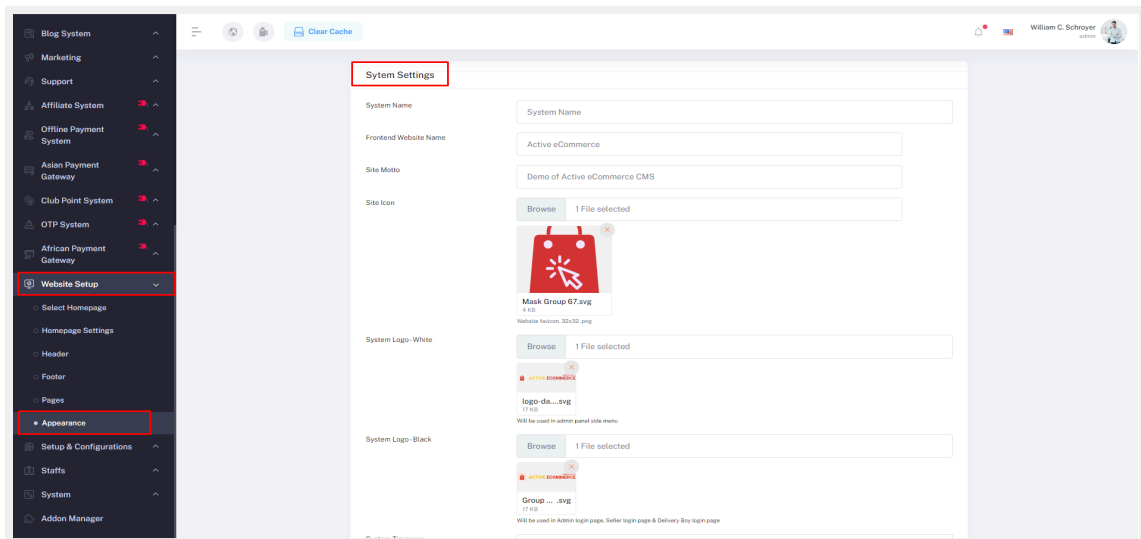 Blog System
Marketing
Support
Affiliate System
Offline Payment
System
Asian Payment
Gateway
Club Point System
OTP System
African Payment
Gateway
Website Setup
Select Homepage
Homepage Settings
Header
Footer
Pages
Appearance
Setup & Configurations
Staffs
System
Addon Manager
Clear Cache
William C. Schroyer
admin
Sytem Settings
System Name
System Name
Frontend Website Name
Active eCommerce
Site Motto
Demo of Active eCommerce CMS
Site Icon
Browse 1 File selected
Mask Group 67.svg
4 KB
Website favicon. 32x32 .png
System Logo - White
Browse 1 File selected
ACTIVE ECOMMERCE
logo-da....svg
17 KB
Will be used in admin panel side menu
System Logo - Black
Browse 1 File selected
ACTIVE ECOMMERCE
Group ... .svg
17 KB
Will be used in Admin login page, Seller login page & Delivery Boy login page
System Timezone